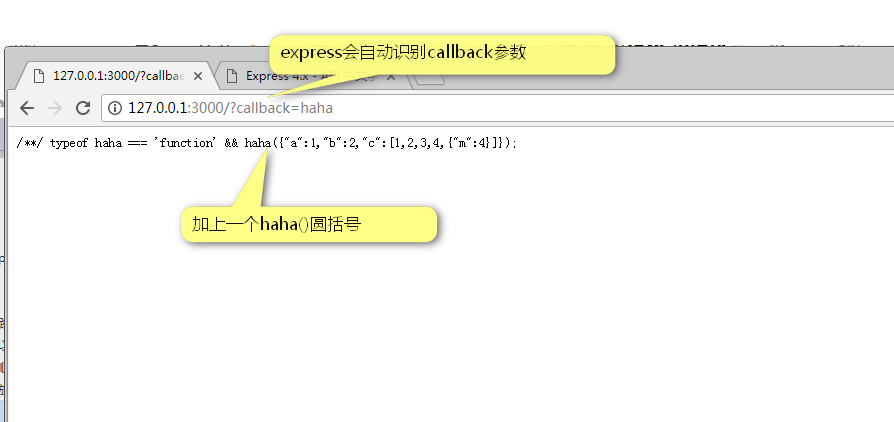 express会自动识别callback参数
127.0.0.1:3000/?callbac
Express 4.x - A
127.0.0.1:3000/?callback=haha
/**/ typeof haha === 'function' && haha({"a":1,"b":2,"c":[1,2,3,4,{"m":4}]});
加上一个haha()圆括号